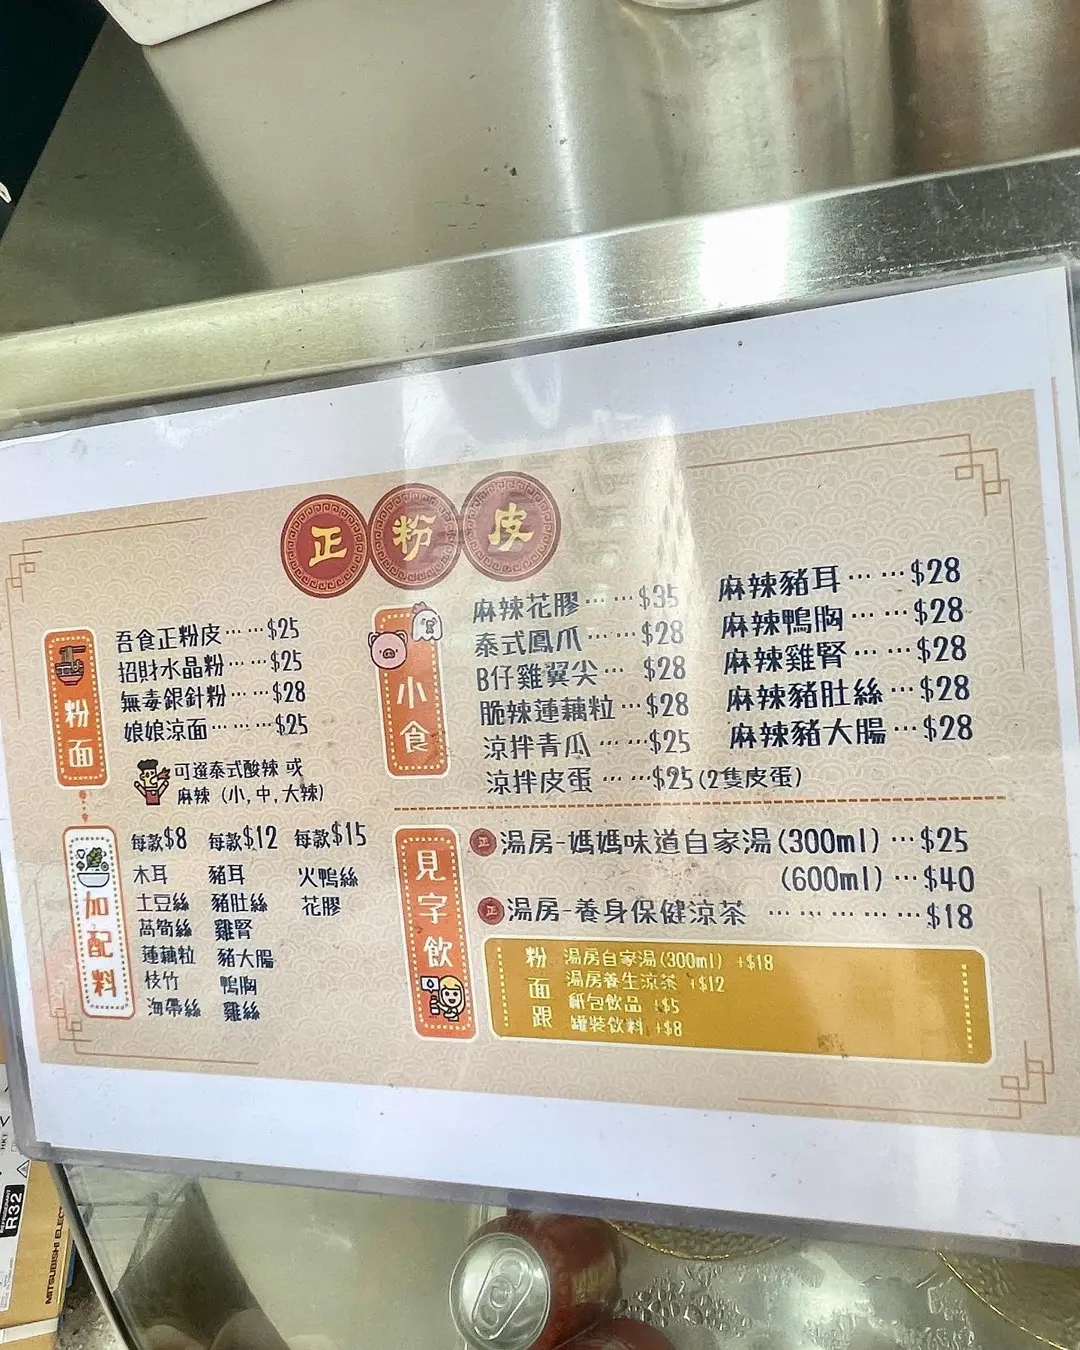 正粉皮
粉面
吾食正粉皮……$25
招財水晶粉……$25
無毒銀針粉……$28
娘娘涼面………$25
可選泰式酸辣 或
麻辣 (小,中,大辣)
加配料
每款$8 每款$12 每款$15
木耳 豬耳 火鴨絲
土豆絲 豬肚絲 花膠
萵筍絲 雞腎
蓮藕粒 豬大腸
枝竹 鴨胸
海帶絲 雞絲
小食
麻辣花膠……$35
泰式鳳爪……$28
B仔雞翼尖…$28
脆辣蓮藕粒…$28
涼拌青瓜……$25
涼拌皮蛋……$25(2隻皮蛋)
麻辣豬耳……$28
麻辣鴨胸……$28
麻辣雞腎……$28
麻辣豬肚絲…$28
麻辣豬大腸…$28
見字飲
正 湯房-媽媽味道自家湯(300ml)…$25
(600ml)…$40
正 湯房-養身保健涼茶…………$18
粉面跟
湯房自家湯(300ml) +$18
湯房養生涼茶 +$12
紙包飲品 +$5
罐裝飲料 +$8
R32
MITSUBISHI ELEC